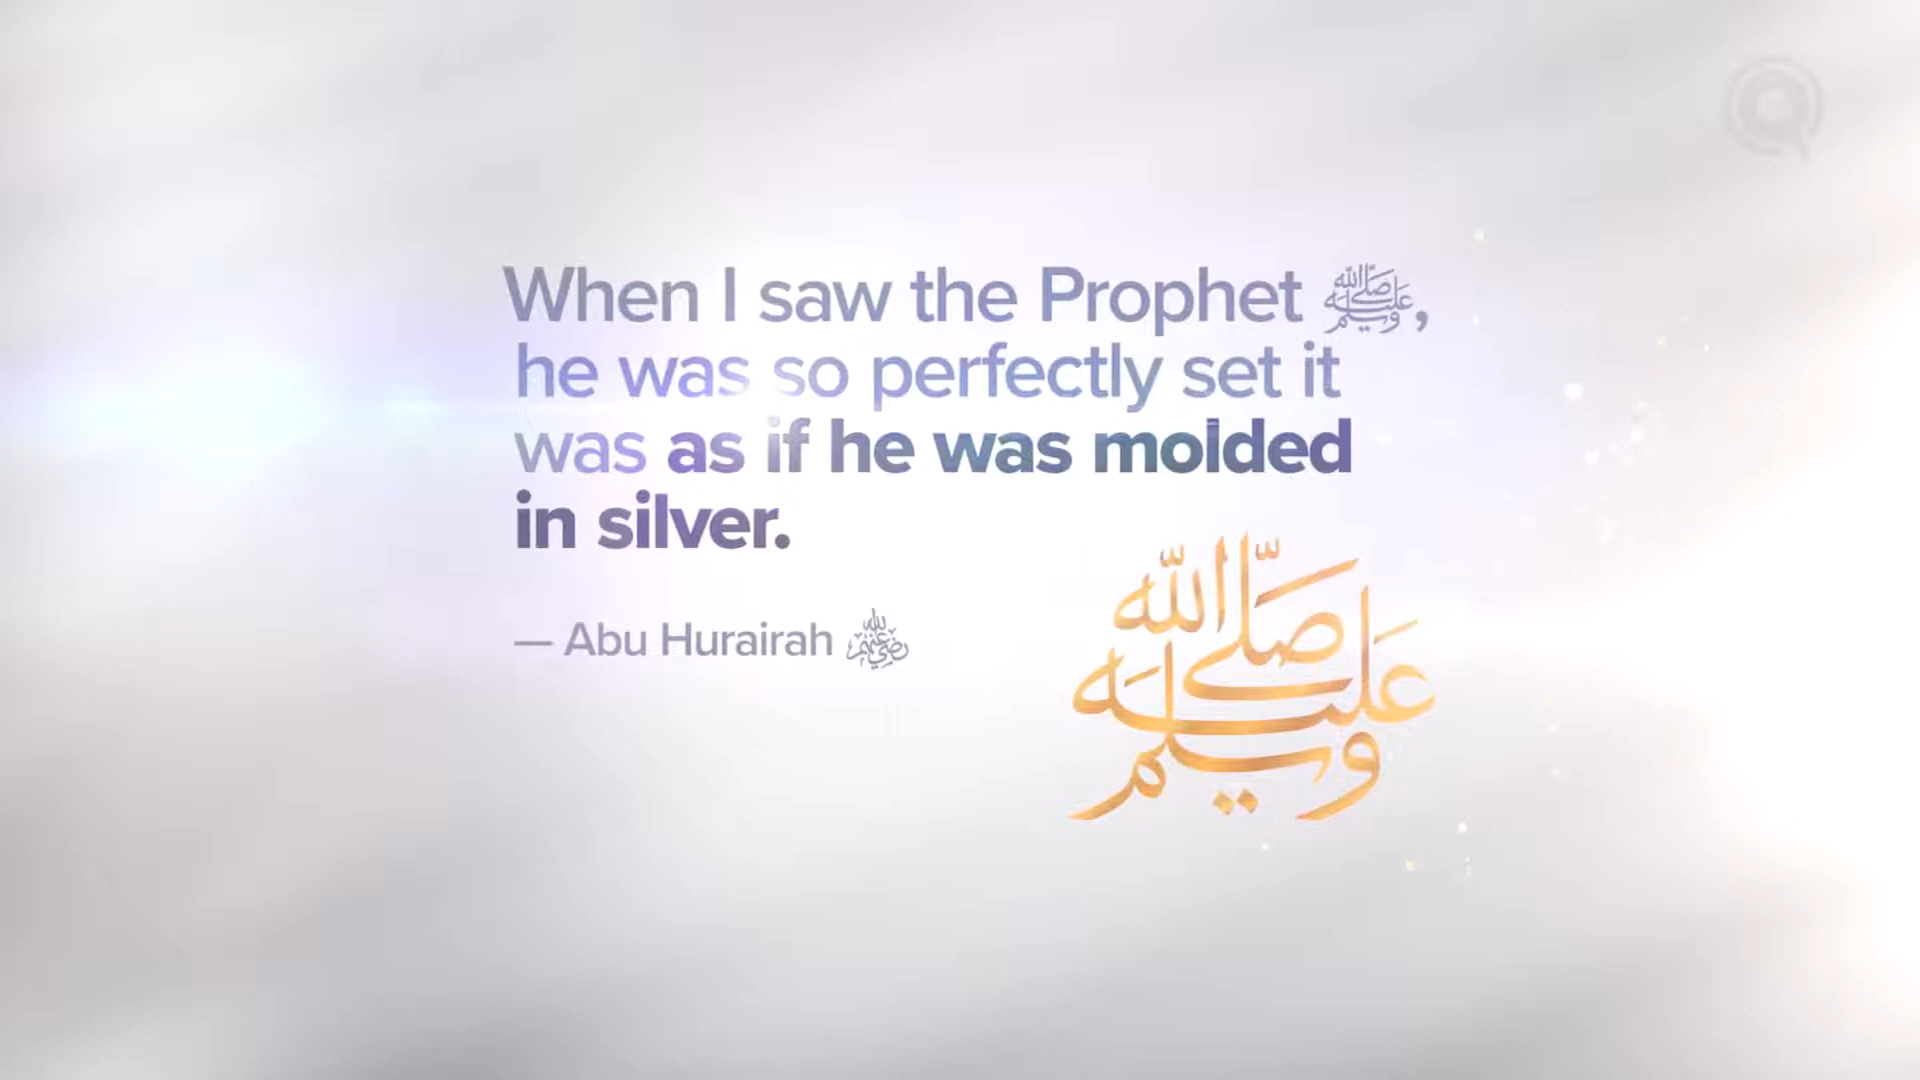 When I saw the Prophet ﷺ,
he was so perfectly set it
was as if he was molded
in silver.
— Abu Hurairah رضي الله عنهم
صلى الله عليه وسلم